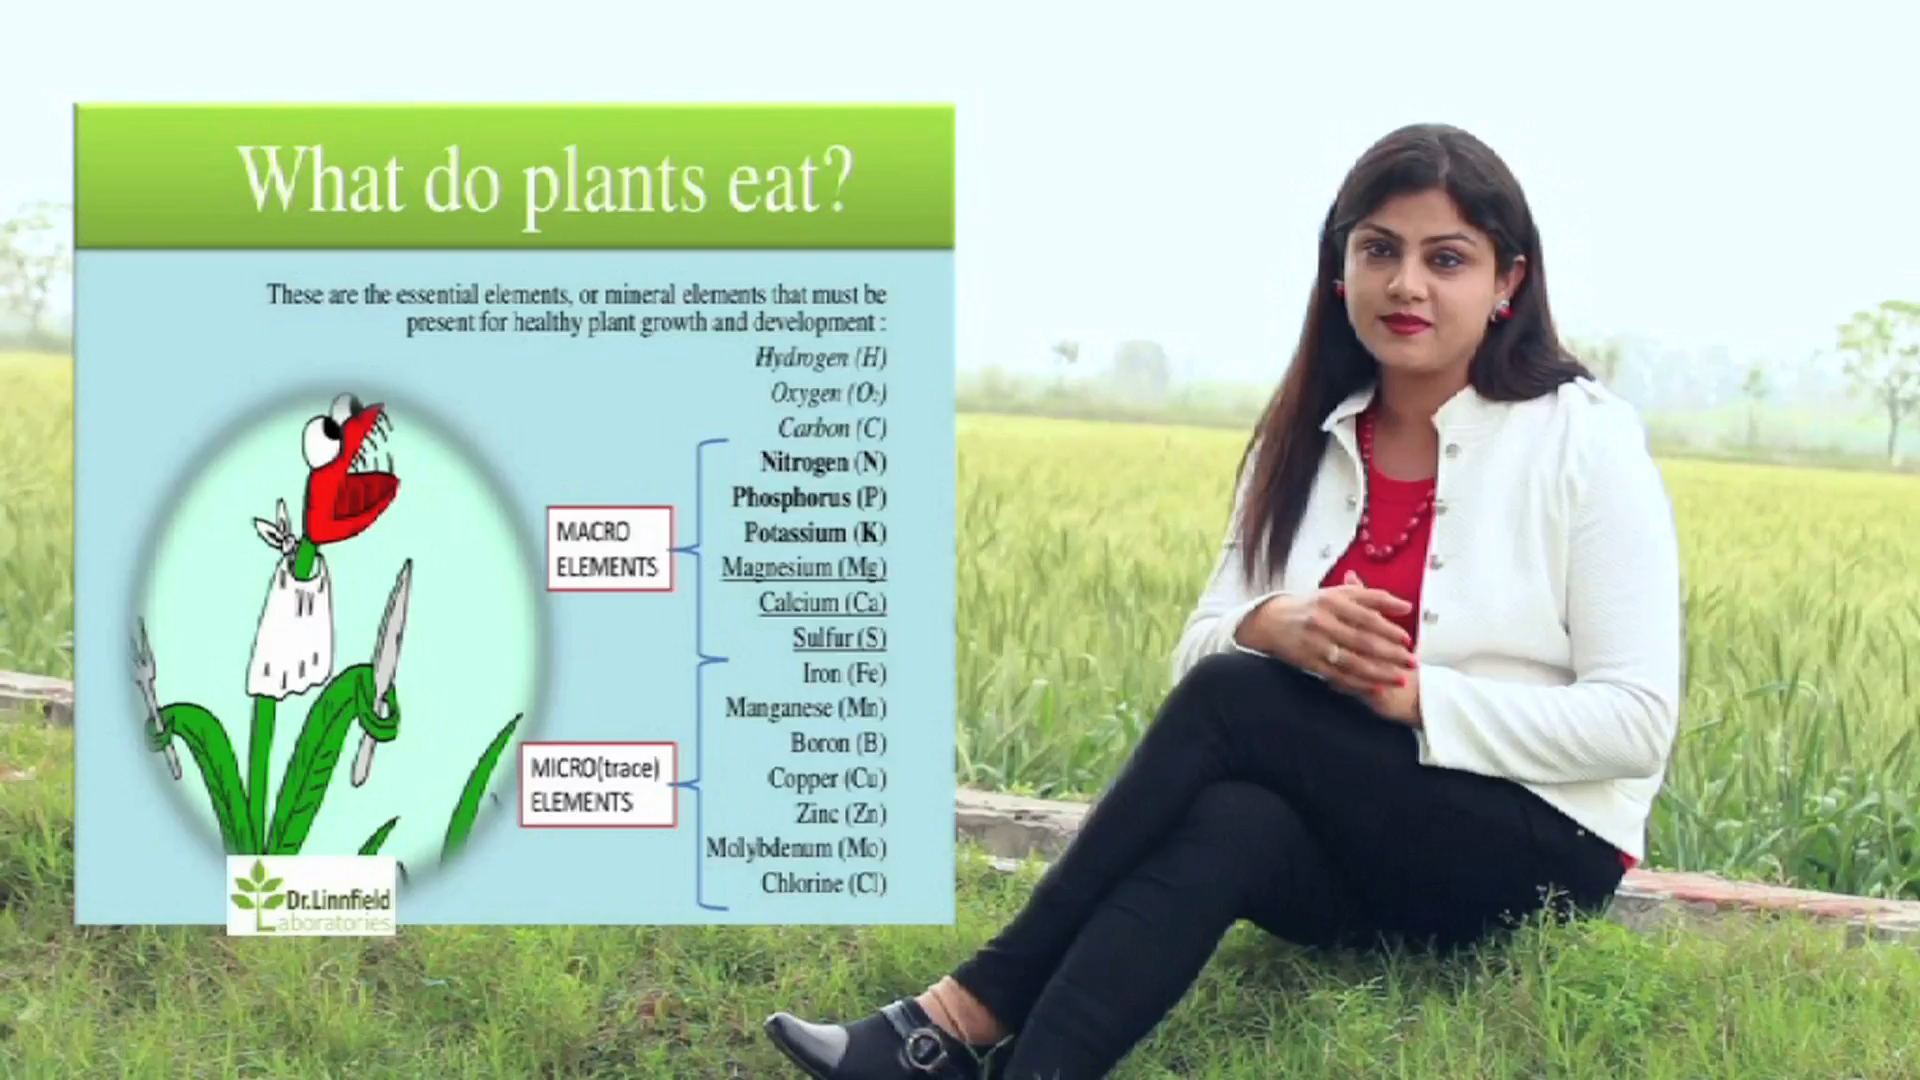 What do plants eat?
These are the essential elements, or mineral elements that must be
present for healthy plant growth and development :
Hydrogen (H)
Oxygen (O₂)
Carbon (C)
Nitrogen (N)
Phosphorus (P)
Potassium (K)
Magnesium (Mg)
Calcium (Ca)
Sulfur (S)
Iron (Fe)
Manganese (Mn)
Boron (B)
Copper (Cu)
Zinc (Zn)
Molybdenum (Mo)
Chlorine (Cl)
MACRO
ELEMENTS
MICRO(trace)
ELEMENTS
Dr.Linnfield
Laboratories